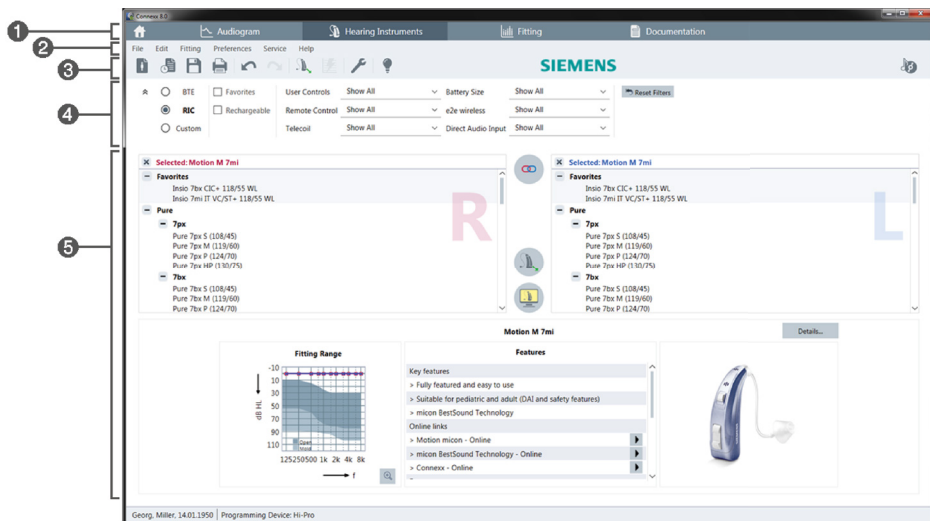 Connexx 8.0
1
Audiogram Hearing Instruments Fitting Documentation
2
File Edit Fitting Preferences Service Help
3
SIEMENS
4
BTE Favorites User Controls Show All Battery Size Show All Reset Filters
RIC Rechargeable Remote Control Show All e2e wireless Show All
Custom Telecoil Show All Direct Audio Input Show All
5
Selected: Motion M 7mi Selected: Motion M 7mi
Favorites Favorites
Insio 7bx CIC+ 118/55 WL Insio 7bx CIC+ 118/55 WL
Insio 7mi IT VC/ST+ 118/55 WL Insio 7mi IT VC/ST+ 118/55 WL
R L
Pure Pure
7px 7px
Pure 7px S (108/45) Pure 7px S (108/45)
Pure 7px M (119/60) Pure 7px M (119/60)
Pure 7px P (124/70) Pure 7px P (124/70)
Pure 7px HP (130/75) Pure 7px HP (130/75)
7bx 7bx
Pure 7bx S (108/45) Pure 7bx S (108/45)
Pure 7bx M (119/60) Pure 7bx M (119/60)
Pure 7bx P (124/70) Pure 7bx P (124/70)
Motion M 7mi Details...
Fitting Range Features
-10 Key features
10 > Fully featured and easy to use
30 > Suitable for pediatric and adult (DAI and safety features)
50 > micon BestSound Technology
dB HL
70 Online links
90 > Motion micon - Online
110 Open
Mold
> micon BestSound Technology - Online
125 250 500 1k 2k 4k 8k
> Connexx - Online
f
Georg, Miller, 14.01.1950 Programming Device: Hi-Pro